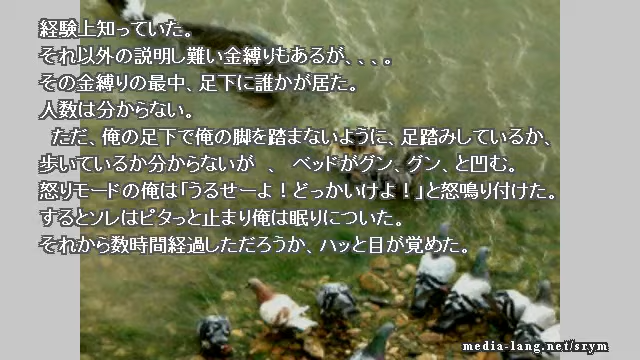 経験上知っていた。
それ以外の説明し難い金縛りもあるが、、、。
その金縛りの最中、足下に誰かが居た。
人数は分からない。
　ただ、俺の足下で俺の脚を踏まないように、足踏みしているか、
歩いているか分からないが　、　ベッドがグン、グン、と凹む。
怒りモードの俺は「うるせーよ！どっかいけよ！」と怒鳴り付けた。
するとソレはピタっと止まり俺は眠りについた。
それから数時間経過しただろうか、ハッと目が覚めた。
media-lang.net/srym